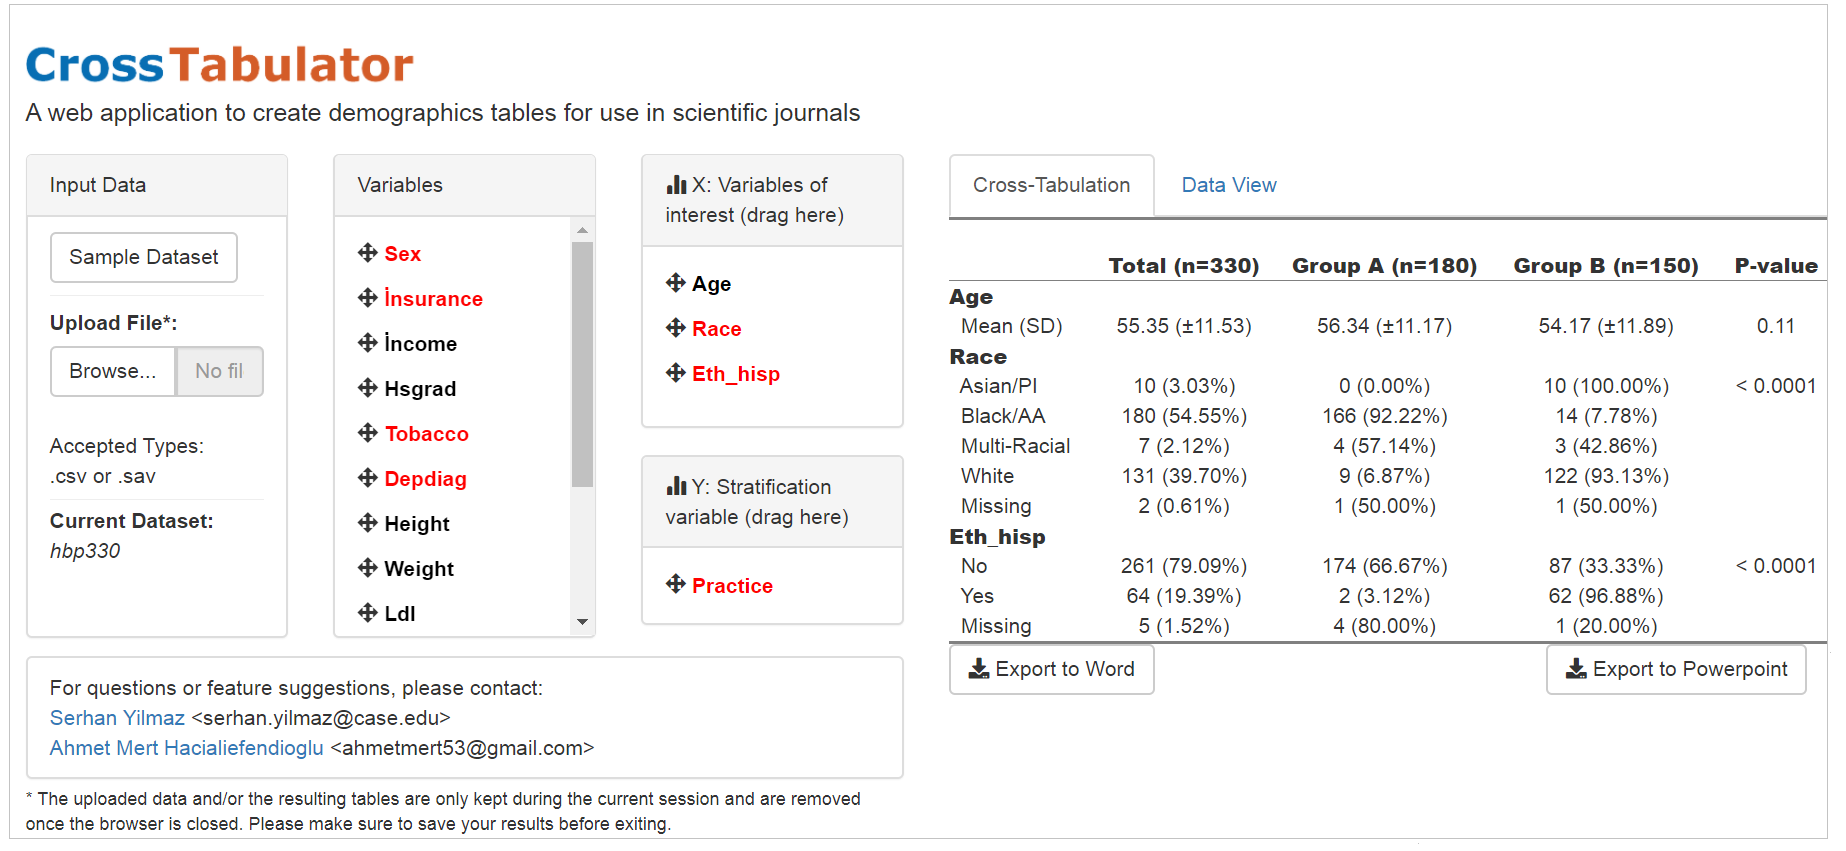 CrossTabulator
A web application to create demographics tables for use in scientific journals
Input Data
Sample Dataset
Upload File*:
Browse... No fil
Accepted Types:
.csv or .sav
Current Dataset:
hbp330
Variables
Sex
İnsurance
İncome
Hsgrad
Tobacco
Depdiag
Height
Weight
Ldl
X: Variables of
interest (drag here)
Age
Race
Eth_hisp
Y: Stratification
variable (drag here)
Practice
Cross-Tabulation Data View
Total (n=330) Group A (n=180) Group B (n=150) P-value
Age
Mean (SD) 55.35 (±11.53) 56.34 (±11.17) 54.17 (±11.89) 0.11
Race
Asian/PI 10 (3.03%) 0 (0.00%) 10 (100.00%) < 0.0001
Black/AA 180 (54.55%) 166 (92.22%) 14 (7.78%)
Multi-Racial 7 (2.12%) 4 (57.14%) 3 (42.86%)
White 131 (39.70%) 9 (6.87%) 122 (93.13%)
Missing 2 (0.61%) 1 (50.00%) 1 (50.00%)
Eth_hisp
No 261 (79.09%) 174 (66.67%) 87 (33.33%) < 0.0001
Yes 64 (19.39%) 2 (3.12%) 62 (96.88%)
Missing 5 (1.52%) 4 (80.00%) 1 (20.00%)
Export to Word Export to Powerpoint
For questions or feature suggestions, please contact:
Serhan Yilmaz <serhan.yilmaz@case.edu>
Ahmet Mert Hacialiefendioglu <ahmetmert53@gmail.com>
* The uploaded data and/or the resulting tables are only kept during the current session and are removed
once the browser is closed. Please make sure to save your results before exiting.